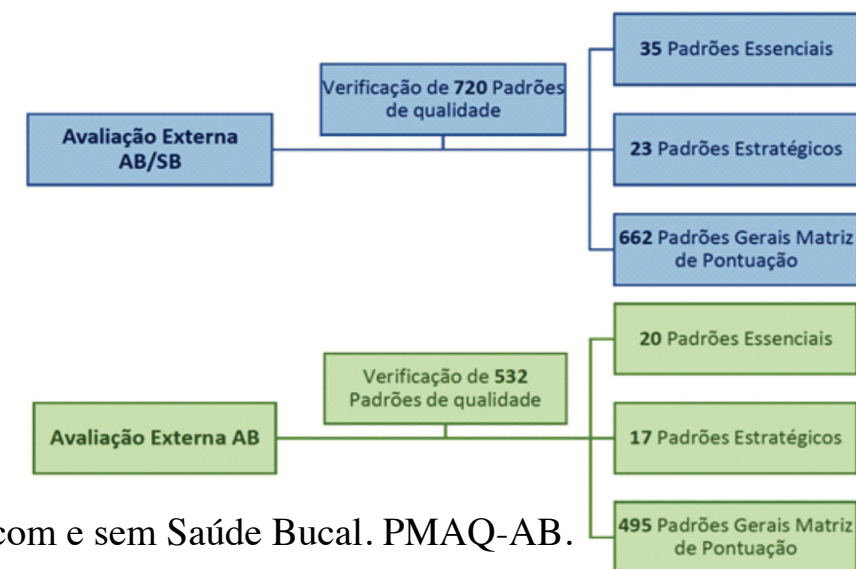 Avaliação Externa
AB/SB
Verificação de 720 Padrões
de qualidade
35 Padrões Essenciais
23 Padrões Estratégicos
662 Padrões Gerais Matriz
de Pontuação
Avaliação Externa AB
Verificação de 532
Padrões de qualidade
20 Padrões Essenciais
17 Padrões Estratégicos
495 Padrões Gerais Matriz
de Pontuação
com e sem Saúde Bucal. PMAQ-AB.